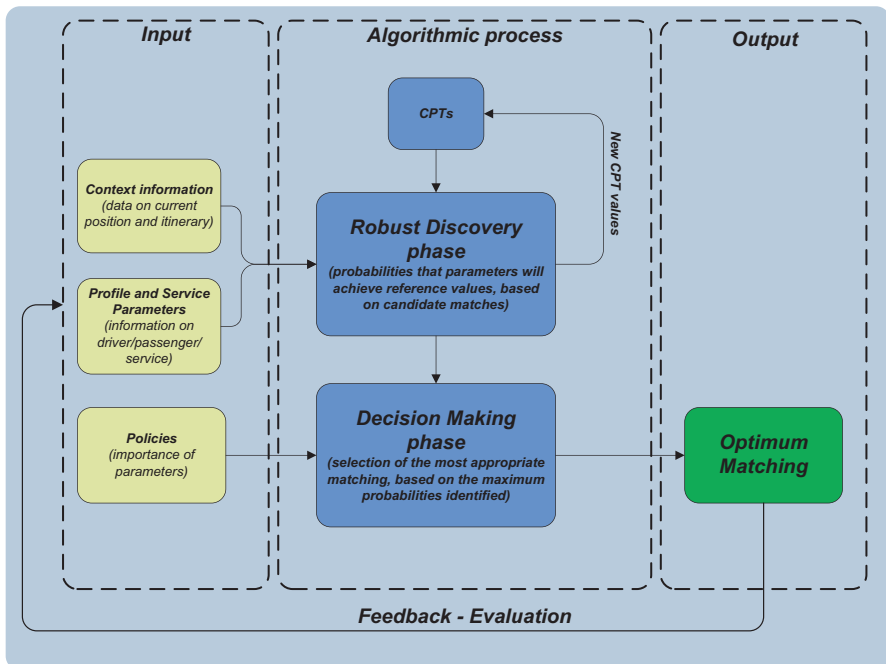 Input
Algorithmic process
Output
CPTs
New CPT values
Context information
(data on current
position and itinerary)
Robust Discovery
phase
(probabilities that parameters will
achieve reference values, based
on candidate matches)
Profile and Service
Parameters
(information on
driver/passenger/
service)
Policies
(importance of
parameters)
Decision Making
phase
(selection of the most appropriate
matching, based on the maximum
probabilities identified)
Optimum
Matching
Feedback - Evaluation